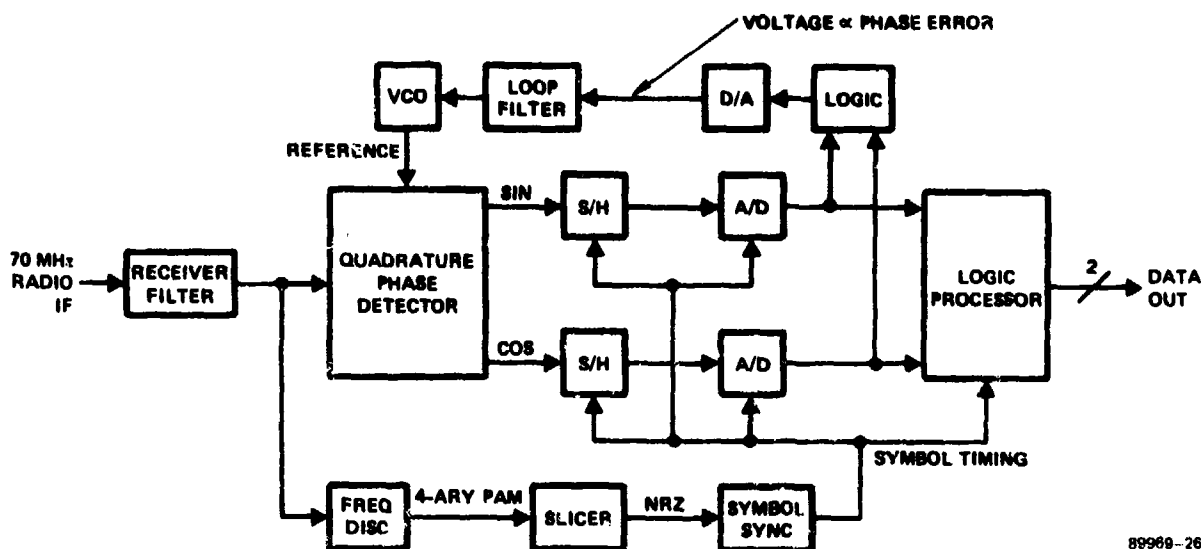 VOLTAGE ∝ PHASE ERROR
VCO
LOOP
FILTER
D/A
LOGIC
REFERENCE
SIN
S/H
A/D
70 MHz
RADIO
IF
RECEIVER
FILTER
QUADRATURE
PHASE
DETECTOR
LOGIC
PROCESSOR
2
DATA
OUT
COS
S/H
A/D
SYMBOL TIMING
FREQ
DISC
4-ARY PAM
SLICER
NRZ
SYMBOL
SYNC
89969-26